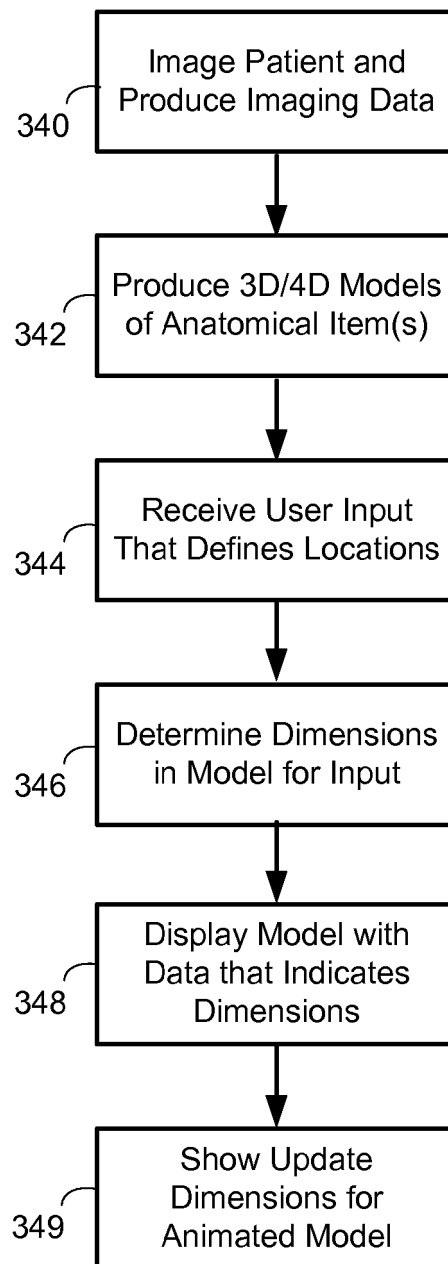 Image Patient and
Produce Imaging Data
340
Produce 3D/4D Models
of Anatomical Item(s)
342
Receive User Input
That Defines Locations
344
Determine Dimensions
in Model for Input
346
Display Model with
Data that Indicates
Dimensions
348
Show Update
Dimensions for
Animated Model
349